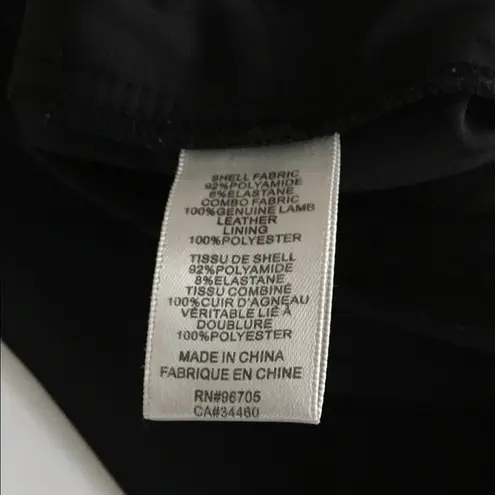 SHELL FABRIC
92%POLYAMIDE
8%ELASTANE
COMBO FABRIC
100%GENUINE LAMB
LEATHER
LINING
100%POLYESTER
TISSU DE SHELL
92%POLYAMIDE
8%ELASTANE
TISSU COMBINÉ
100%CUIR D'AGNEAU
VÉRITABLE LIÉ À
DOUBLURE
100%POLYESTER
MADE IN CHINA
FABRIQUE EN CHINE
RN#96705
CA#34460